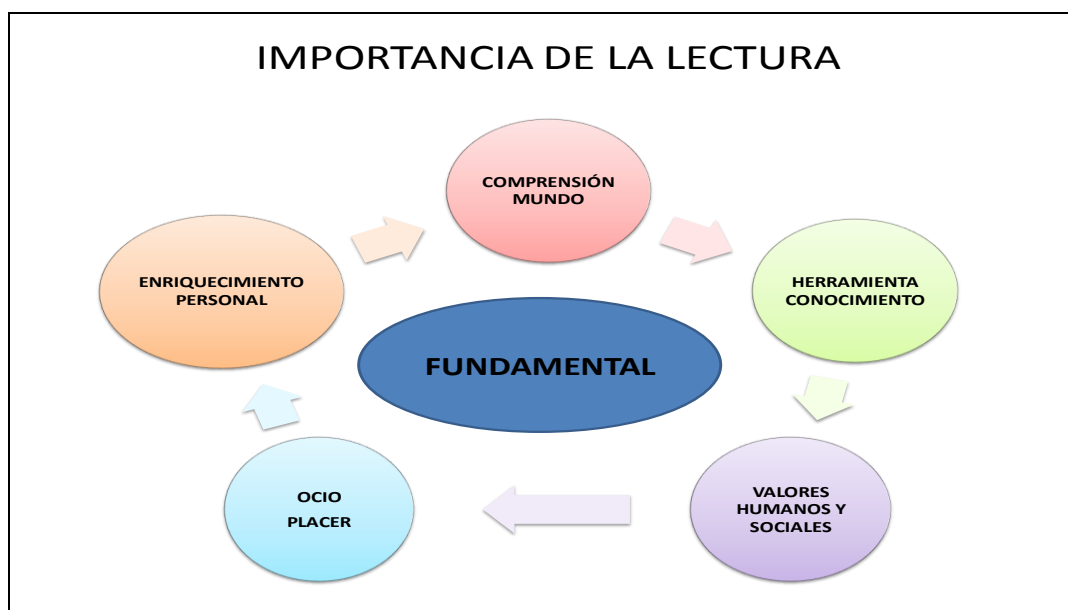 IMPORTANCIA DE LA LECTURA
COMPRENSIÓN
MUNDO
HERRAMIENTA
CONOCIMIENTO
VALORES
HUMANOS Y
SOCIALES
OCIO
PLACER
ENRIQUECIMIENTO
PERSONAL
FUNDAMENTAL